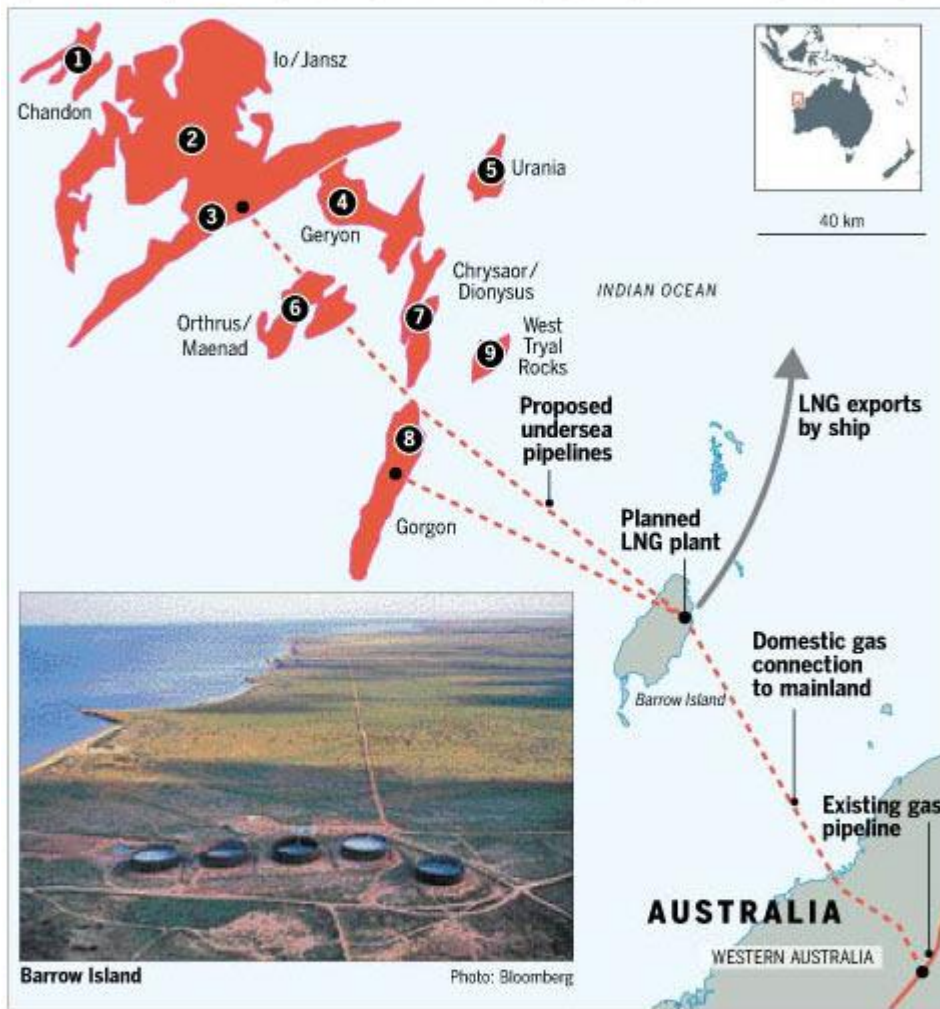 1
Chandon
Io/Jansz
2
3
4
Geryon
5
Urania
40 km
6
Orthrus/
Maenad
Chrysaor/
Dionysus
7
INDIAN OCEAN
West
Tryal
Rocks
9
8
Gorgon
Proposed
undersea
pipelines
LNG exports
by ship
Planned
LNG plant
Barrow Island
Domestic gas
connection
to mainland
Existing gas
pipeline
AUSTRALIA
WESTERN AUSTRALIA
Barrow Island
Photo: Bloomberg